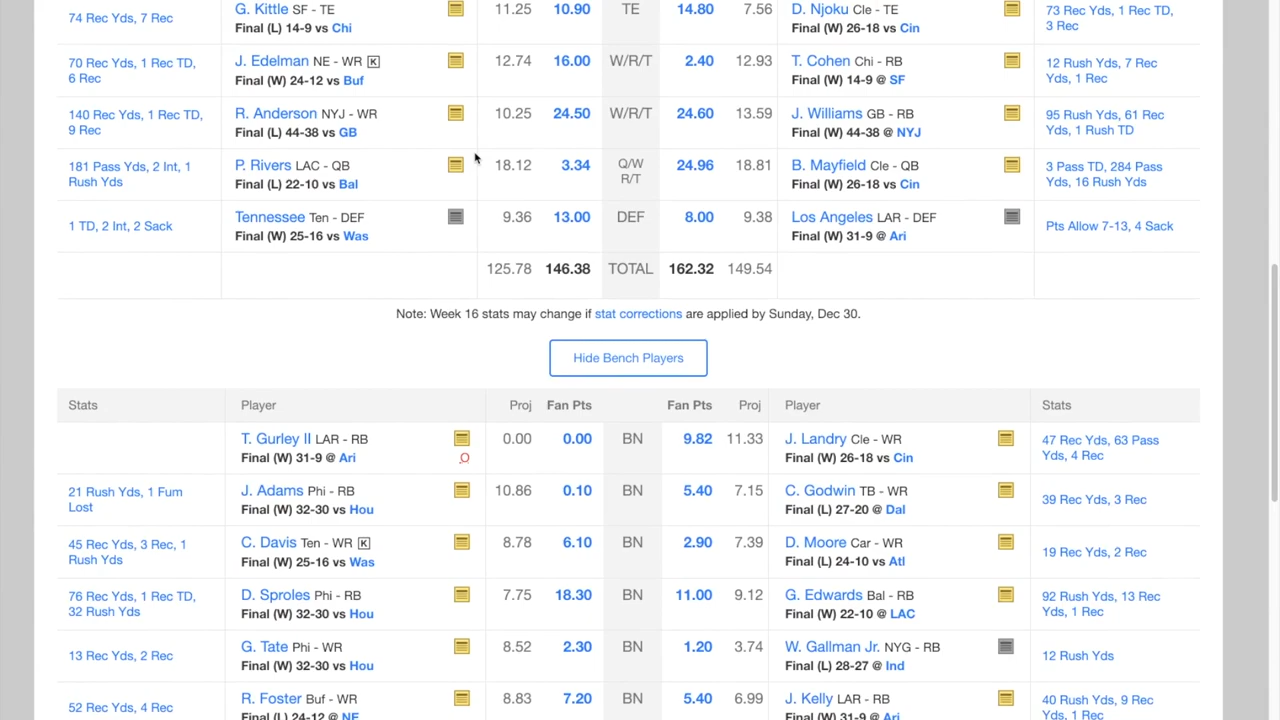 74 Rec Yds, 7 Rec G. Kittle SF - TE 11.25 10.90 TE 14.80 7.56 D. Njoku Cle - TE 73 Rec Yds, 1 Rec TD,
Final (L) 14-9 vs Chi Final (W) 26-18 vs Cin 3 Rec
70 Rec Yds, 1 Rec TD, J. Edelman NE - WR K 12.74 16.00 W/R/T 2.40 12.93 T. Cohen Chi - RB 12 Rush Yds, 7 Rec
6 Rec Final (W) 24-12 vs Buf Final (W) 14-9 @ SF Yds, 1 Rec
140 Rec Yds, 1 Rec TD, R. Anderson NYJ - WR 10.25 24.50 W/R/T 24.60 13.59 J. Williams GB - RB 95 Rush Yds, 61 Rec
9 Rec Final (L) 44-38 vs GB Final (W) 44-38 @ NYJ Yds, 1 Rush TD
181 Pass Yds, 2 Int, 1 P. Rivers LAC - QB 18.12 3.34 Q/W 24.96 18.81 B. Mayfield Cle - QB 3 Pass TD, 284 Pass
Rush Yds Final (L) 22-10 vs Bal R/T Final (W) 26-18 vs Cin Yds, 16 Rush Yds
1 TD, 2 Int, 2 Sack Tennessee Ten - DEF 9.36 13.00 DEF 8.00 9.38 Los Angeles LAR - DEF Pts Allow 7-13, 4 Sack
Final (W) 25-16 vs Was Final (W) 31-9 @ Ari
125.78 146.38 TOTAL 162.32 149.54
Note: Week 16 stats may change if stat corrections are applied by Sunday, Dec 30.
Hide Bench Players
Stats Player Proj Fan Pts Fan Pts Proj Player Stats
T. Gurley II LAR - RB 0.00 0.00 BN 9.82 11.33 J. Landry Cle - WR 47 Rec Yds, 63 Pass
Final (W) 31-9 @ Ari O Final (W) 26-18 vs Cin Yds, 4 Rec
21 Rush Yds, 1 Fum J. Adams Phi - RB 10.86 0.10 BN 5.40 7.15 C. Godwin TB - WR 39 Rec Yds, 3 Rec
Lost Final (W) 32-30 vs Hou Final (L) 27-20 @ Dal
45 Rec Yds, 3 Rec, 1 C. Davis Ten - WR K 8.78 6.10 BN 2.90 7.39 D. Moore Car - WR 19 Rec Yds, 2 Rec
Rush Yds Final (W) 25-16 vs Was Final (L) 24-10 vs Atl
76 Rec Yds, 1 Rec TD, D. Sproles Phi - RB 7.75 18.30 BN 11.00 9.12 G. Edwards Bal - RB 92 Rush Yds, 13 Rec
32 Rush Yds Final (W) 32-30 vs Hou Final (W) 22-10 @ LAC Yds, 1 Rec
13 Rec Yds, 2 Rec G. Tate Phi - WR 8.52 2.30 BN 1.20 3.74 W. Gallman Jr. NYG - RB 12 Rush Yds
Final (W) 32-30 vs Hou Final (L) 28-27 @ Ind
52 Rec Yds, 4 Rec R. Foster Buf - WR 8.83 7.20 BN 5.40 6.99 J. Kelly LAR - RB 40 Rush Yds, 9 Rec
Final (L) 24-12 @ NE Final (W) 31-9 @ Ari Yds, 1 Rec